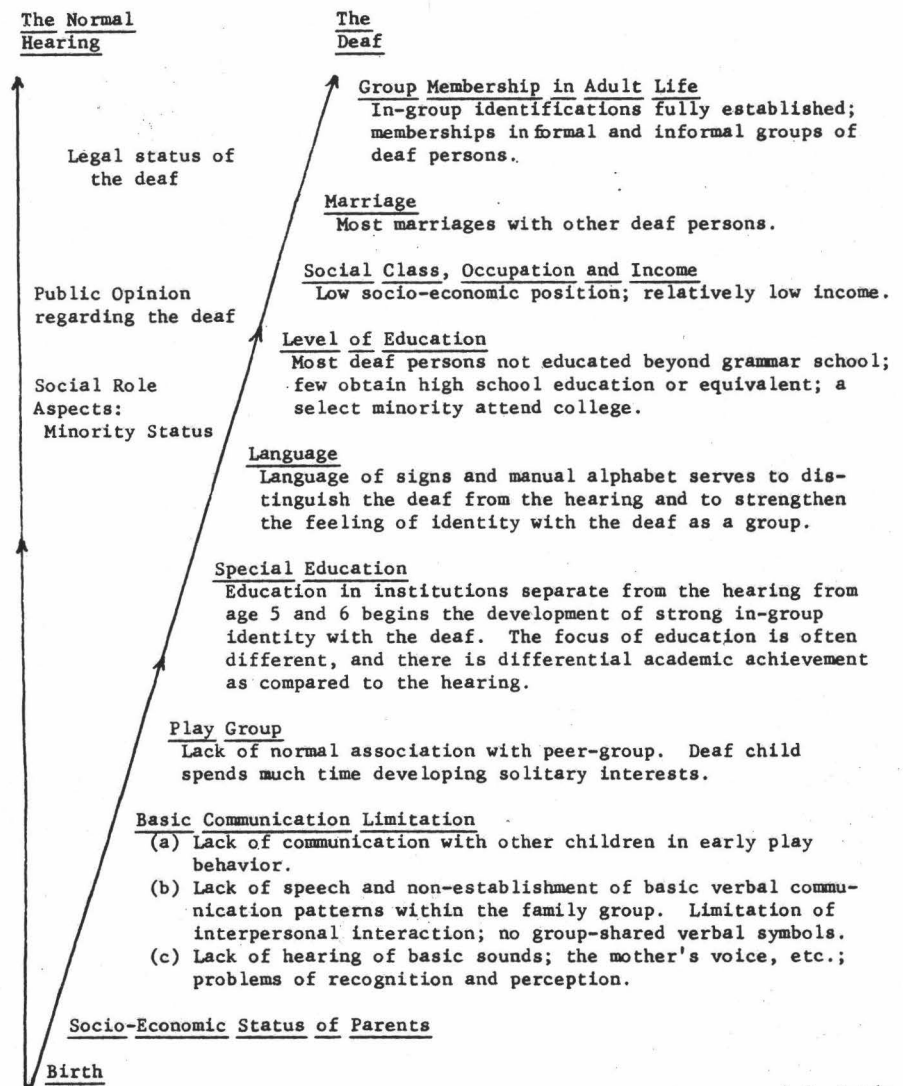 The Normal
Hearing
The
Deaf
Group Membership in Adult Life
In-group identifications fully established;
memberships in formal and informal groups of
deaf persons.
Legal status of
the deaf
Marriage
Most marriages with other deaf persons.
Social Class, Occupation and Income
Low socio-economic position; relatively low income.
Public Opinion
regarding the deaf
Level of Education
Most deaf persons not educated beyond grammar school;
few obtain high school education or equivalent; a
select minority attend college.
Social Role
Aspects:
Minority Status
Language
Language of signs and manual alphabet serves to dis-
tinguish the deaf from the hearing and to strengthen
the feeling of identity with the deaf as a group.
Special Education
Education in institutions separate from the hearing from
age 5 and 6 begins the development of strong in-group
identity with the deaf. The focus of education is often
different, and there is differential academic achievement
as compared to the hearing.
Play Group
Lack of normal association with peer-group. Deaf child
spends much time developing solitary interests.
Basic Communication Limitation
(a) Lack of communication with other children in early play
behavior.
(b) Lack of speech and non-establishment of basic verbal commu-
nication patterns within the family group. Limitation of
interpersonal interaction; no group-shared verbal symbols.
(c) Lack of hearing of basic sounds; the mother's voice, etc.;
problems of recognition and perception.
Socio-Economic Status of Parents
Birth